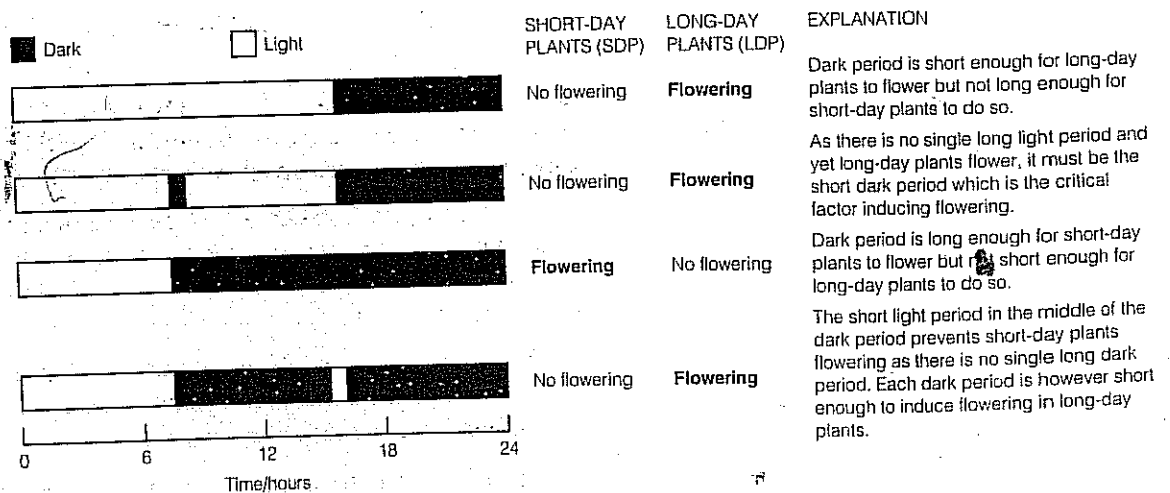 Dark
Light
SHORT-DAY
PLANTS (SDP)
LONG-DAY
PLANTS (LDP)
EXPLANATION
No flowering
Flowering
Dark period is short enough for long-day
plants to flower but not long enough for
short-day plants to do so.
No flowering
Flowering
As there is no single long light period and
yet long-day plants flower, it must be the
short dark period which is the critical
factor inducing flowering.
Flowering
No flowering
Dark period is long enough for short-day
plants to flower but short enough for
long-day plants to do so.
No flowering
Flowering
The short light period in the middle of the
dark period prevents short-day plants
flowering as there is no single long dark
period. Each dark period is however short
enough to induce flowering in long-day
plants.
0
6
12
18
24
Time/hours